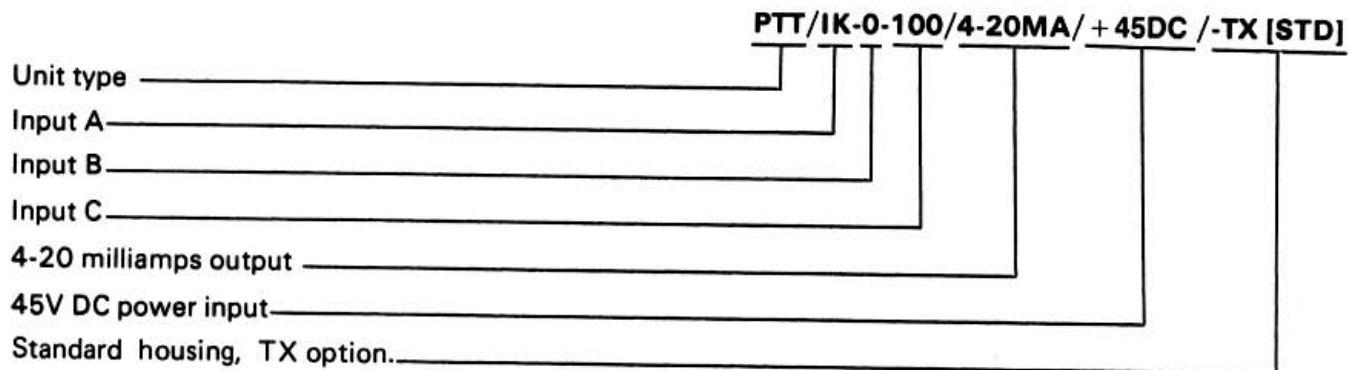 PTT/IK-0-100/4-20MA/+45DC/-TX [STD]
Unit type
Input A
Input B
Input C
4-20 milliamps output
45V DC power input
Standard housing, TX option.